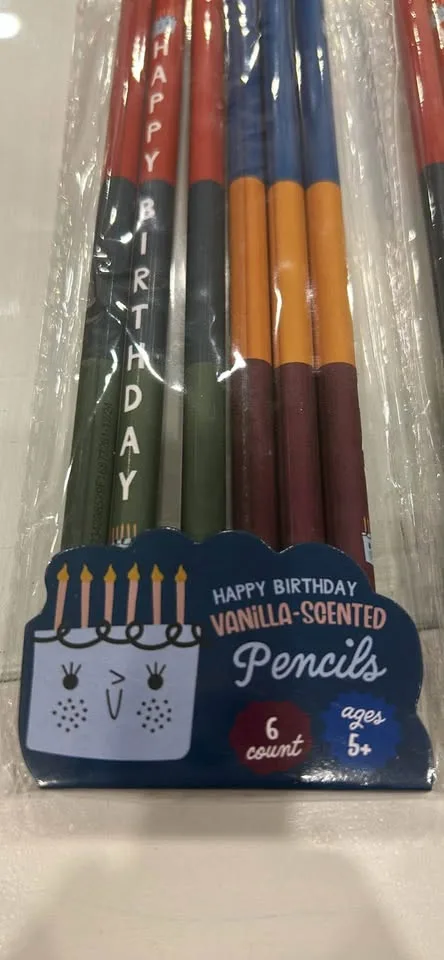 HAPPY BIRTHDAY
HAPPY BIRTHDAY
VANiLLA-SCENTED
Pencils
6
count
ages
5+